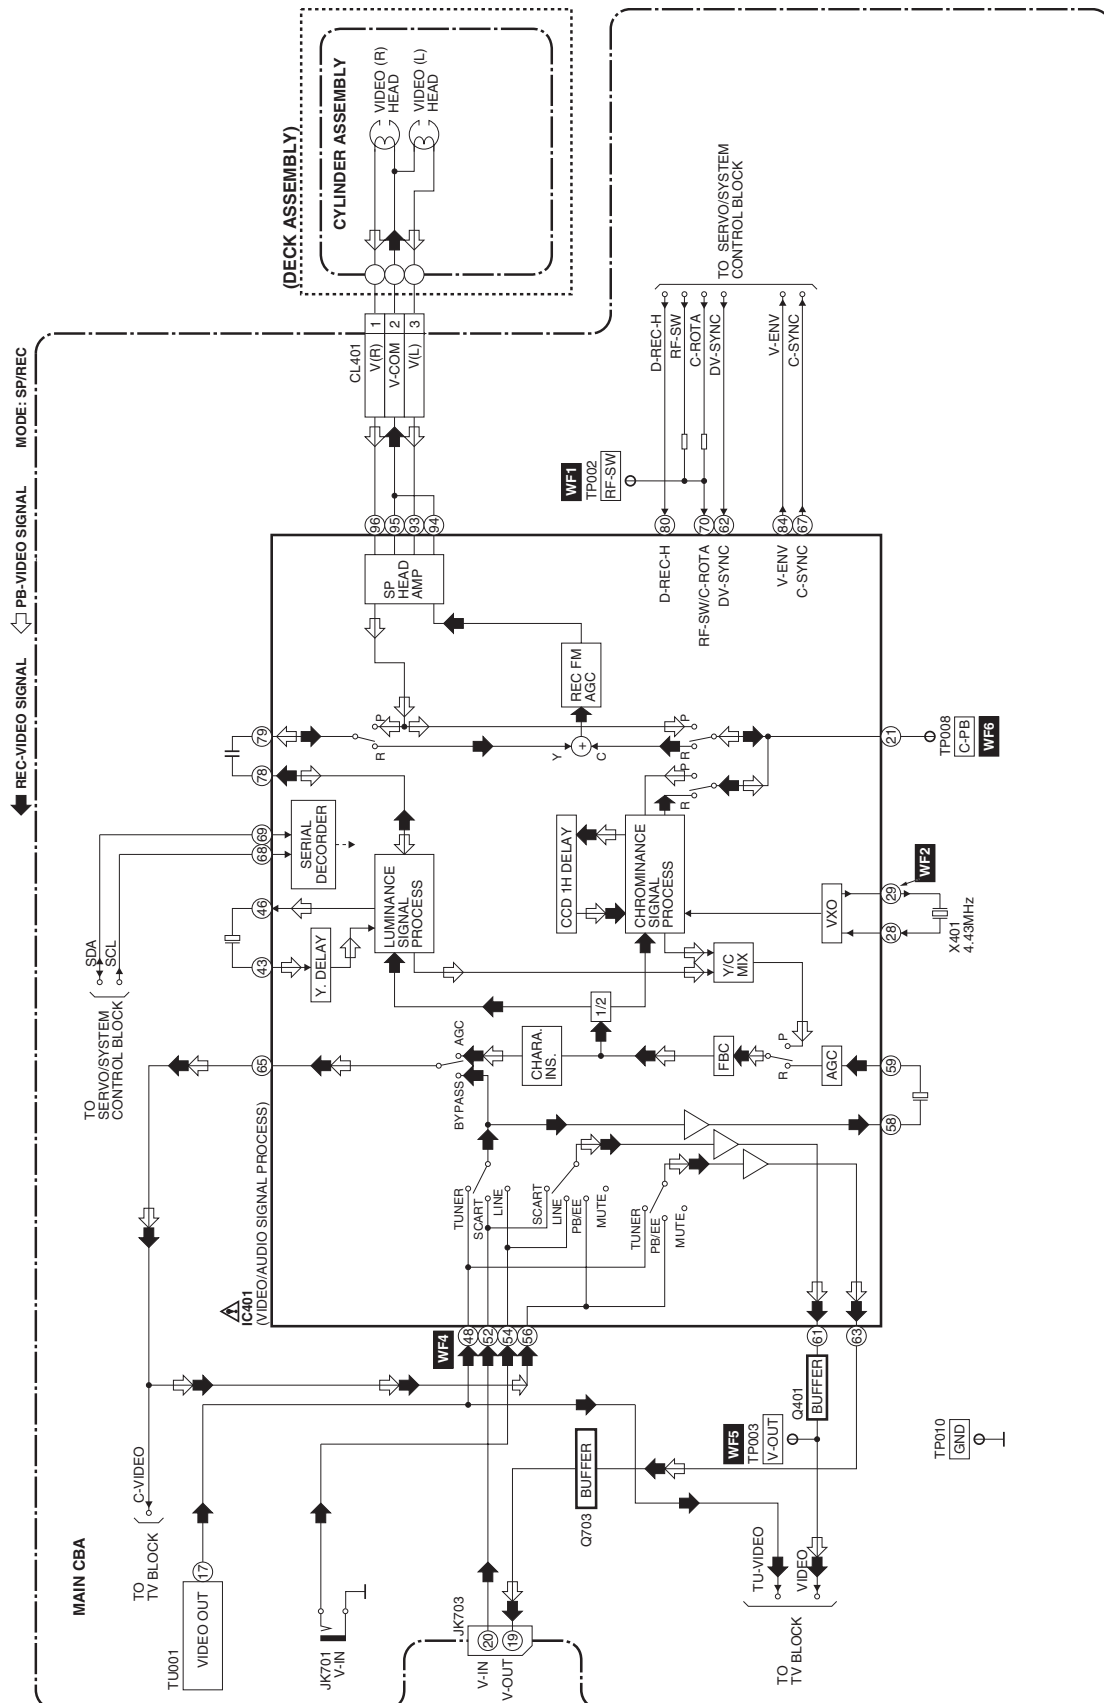 REC-VIDEO SIGNAL
PB-VIDEO SIGNAL
MODE: SP/REC
MAIN CBA
(DECK ASSEMBLY)
CYLINDER ASSEMBLY
VIDEO (R)
HEAD
VIDEO (L)
HEAD
CL401
V(R)
1
V-COM
2
V(L)
3
TO
SERVO/SYSTEM
CONTROL BLOCK
SDA
SCL
IC401
(VIDEO/AUDIO SIGNAL PROCESS)
65
43
46
68
69
78
79
96
95
93
94
SERIAL
DECORDER
Y. DELAY
LUMINANCE
SIGNAL
PROCESS
SP
HEAD
AMP
R
P
Y
C
+
REC FM
AGC
R
P
R
P
CCD 1H DELAY
CHROMINANCE
SIGNAL
PROCESS
Y/C
MIX
VXO
1/2
AGC
BYPASS
CHARA.
INS.
FBC
R
P
AGC
TUNER
SCART
LINE
SCART
LINE
PB/EE
MUTE
TUNER
PB/EE
MUTE
WF4
48
52
54
56
61
63
58
59
28
29
WF2
X401
4.43MHz
21
TP008
C-PB
WF6
WF1
TP002
RF-SW
80
D-REC-H
70
RF-SW/C-ROTA
62
DV-SYNC
84
V-ENV
67
C-SYNC
D-REC-H
RF-SW
C-ROTA
DV-SYNC
V-ENV
C-SYNC
TO SERVO/SYSTEM
CONTROL BLOCK
TO
TV BLOCK
C-VIDEO
TU001
VIDEO OUT
17
JK701
V-IN
JK703
V-IN
20
V-OUT
19
Q703
BUFFER
Q401
BUFFER
WF5
TP003
V-OUT
TP010
GND
TU-VIDEO
VIDEO
TO
TV BLOCK